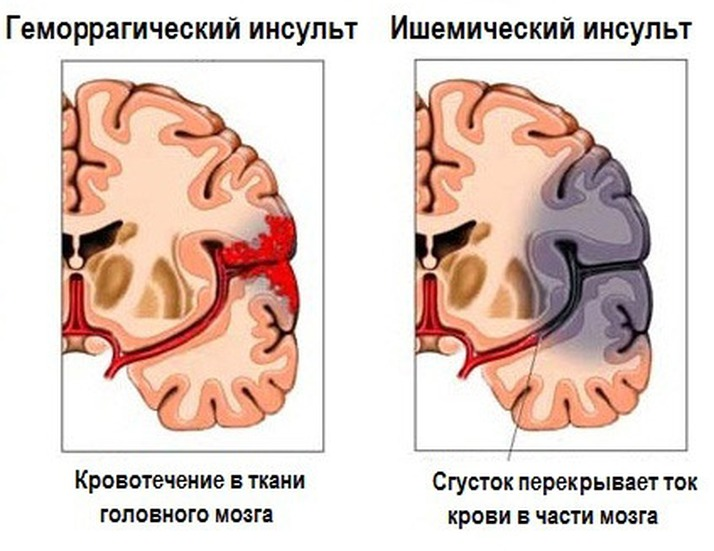 Геморрагический инсульт
Ишемический инсульт
Кровотечение в ткани
головного мозга
Сгусток перекрывает ток
крови в части мозга